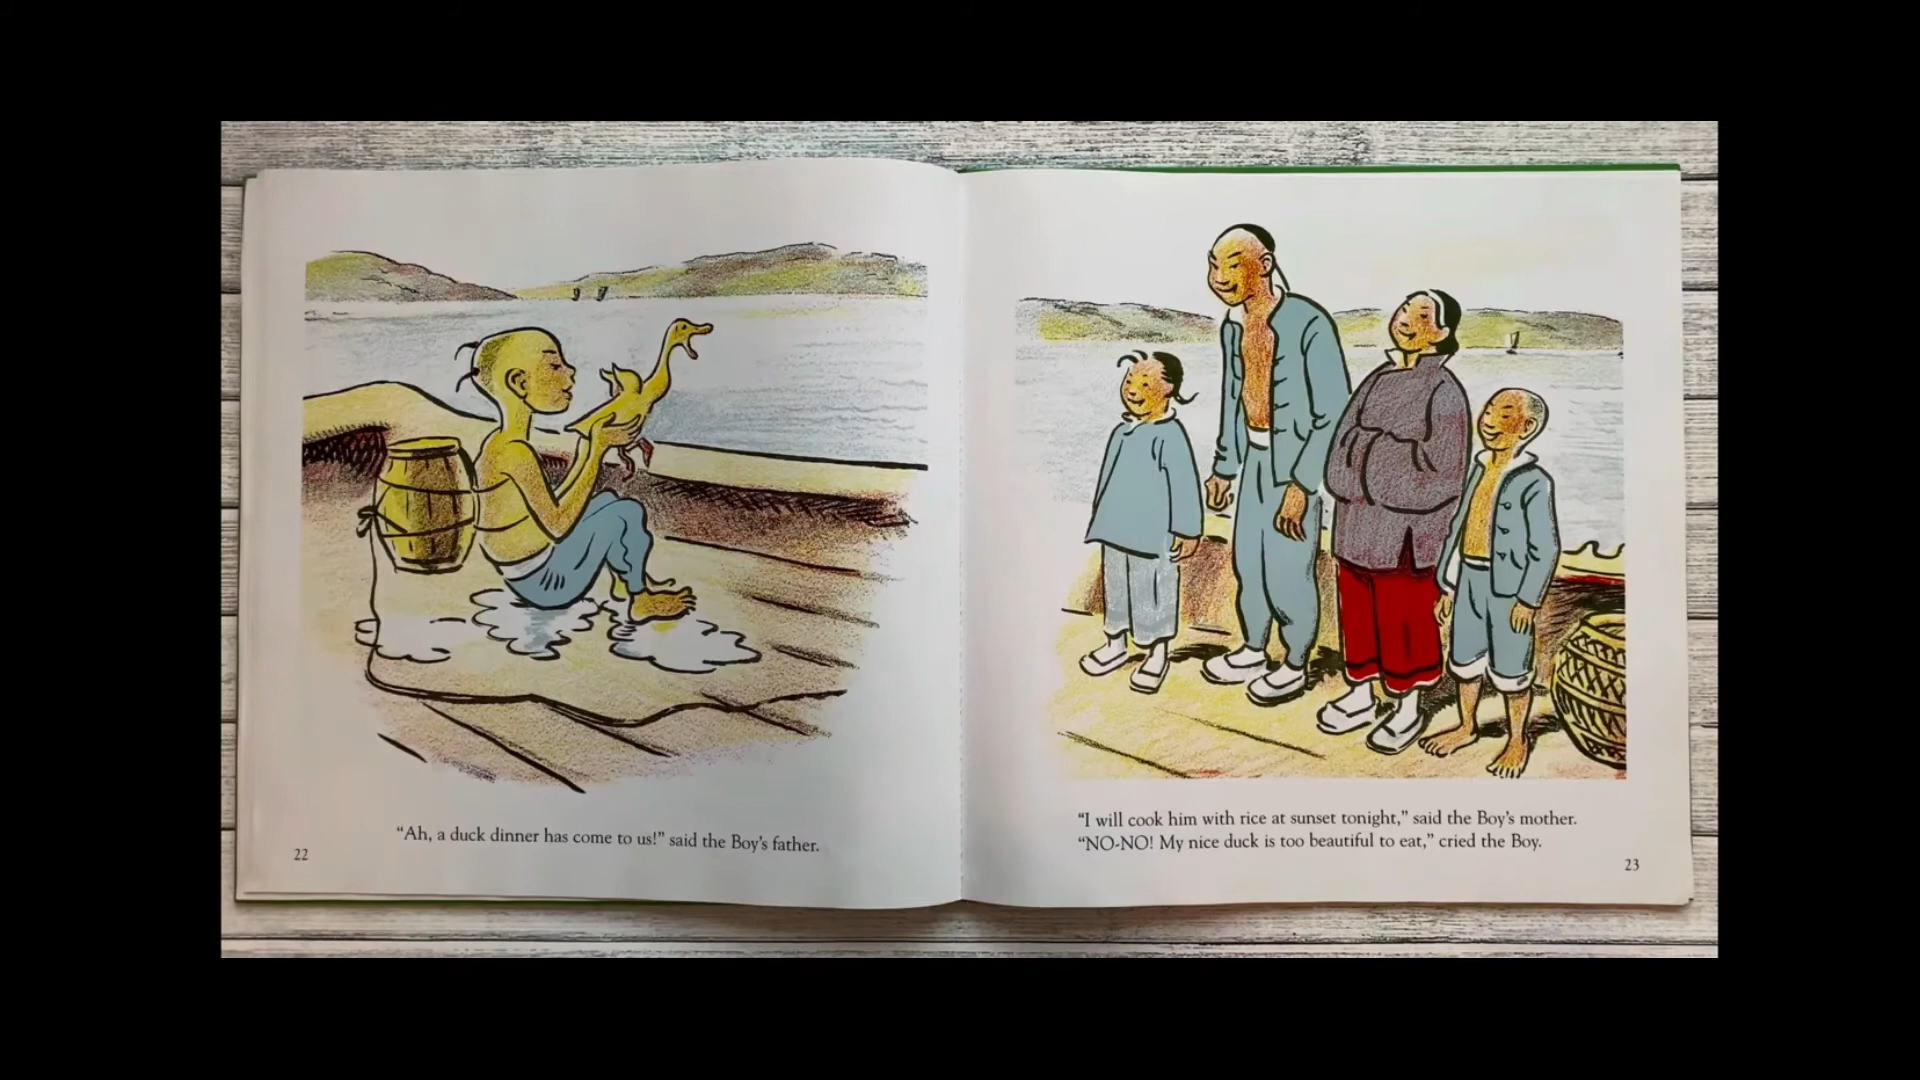 “Ah, a duck dinner has come to us!” said the Boy’s father.
22
“I will cook him with rice at sunset tonight,” said the Boy’s mother.
“NO-NO! My nice duck is too beautiful to eat,” cried the Boy.
23